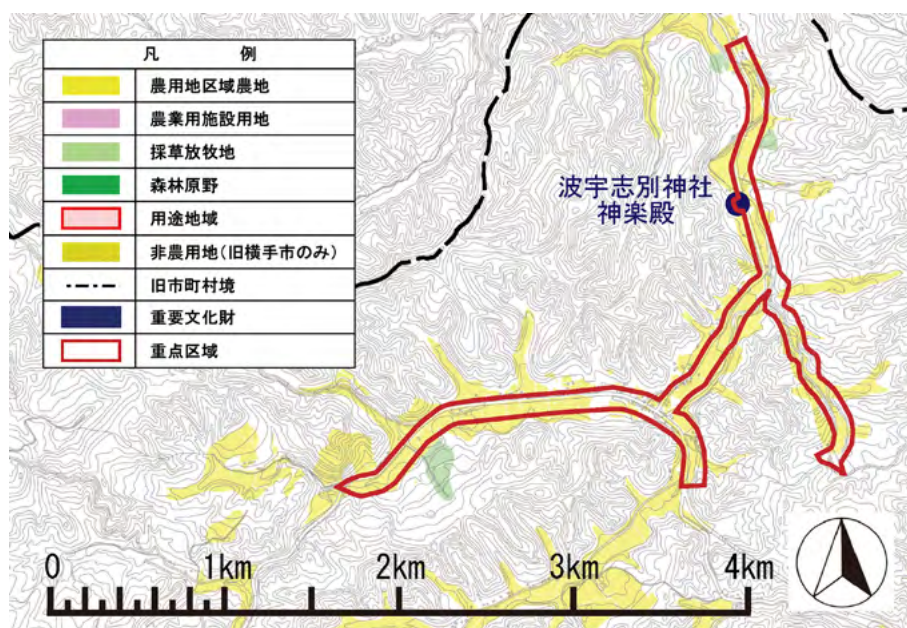 凡 例
農用地区域農地
農業用施設用地
採草放牧地
森林原野
用途地域
非農用地(旧横手市のみ)
旧市町村境
重要文化財
重点区域
波宇志別神社
神楽殿
0 1km 2km 3km 4km